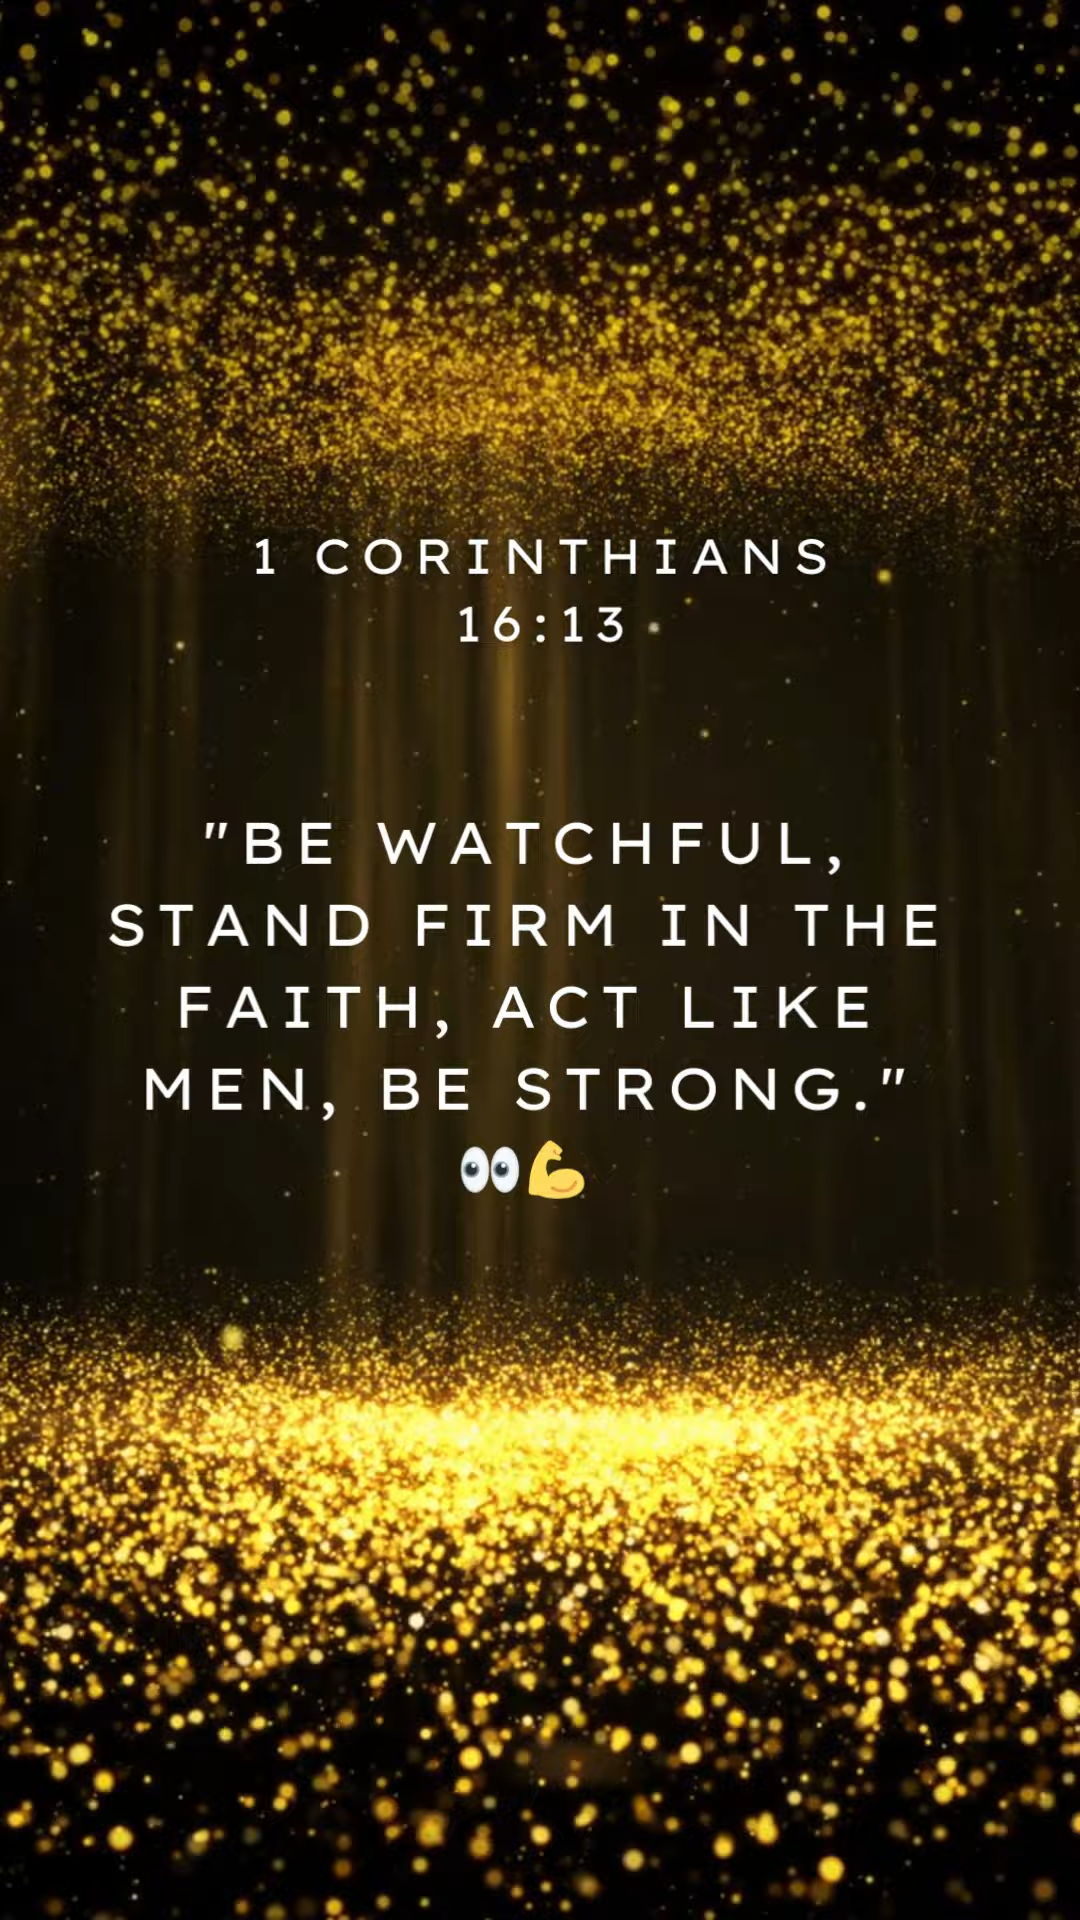 1 CORINTHIANS
16:13
"BE WATCHFUL,
STAND FIRM IN THE
FAITH, ACT LIKE
MEN, BE STRONG."
👀💪